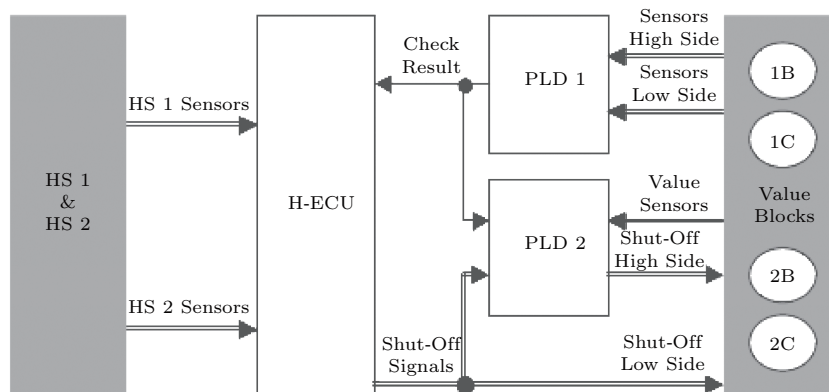 HS 1
&
HS 2
HS 1 Sensors
HS 2 Sensors
H-ECU
Check
Result
Shut-Off
Signals
PLD 1
PLD 2
Sensors
High Side
Sensors
Low Side
Value
Sensors
Shut-Off
High Side
Shut-Off
Low Side
1B
1C
Value
Blocks
2B
2C